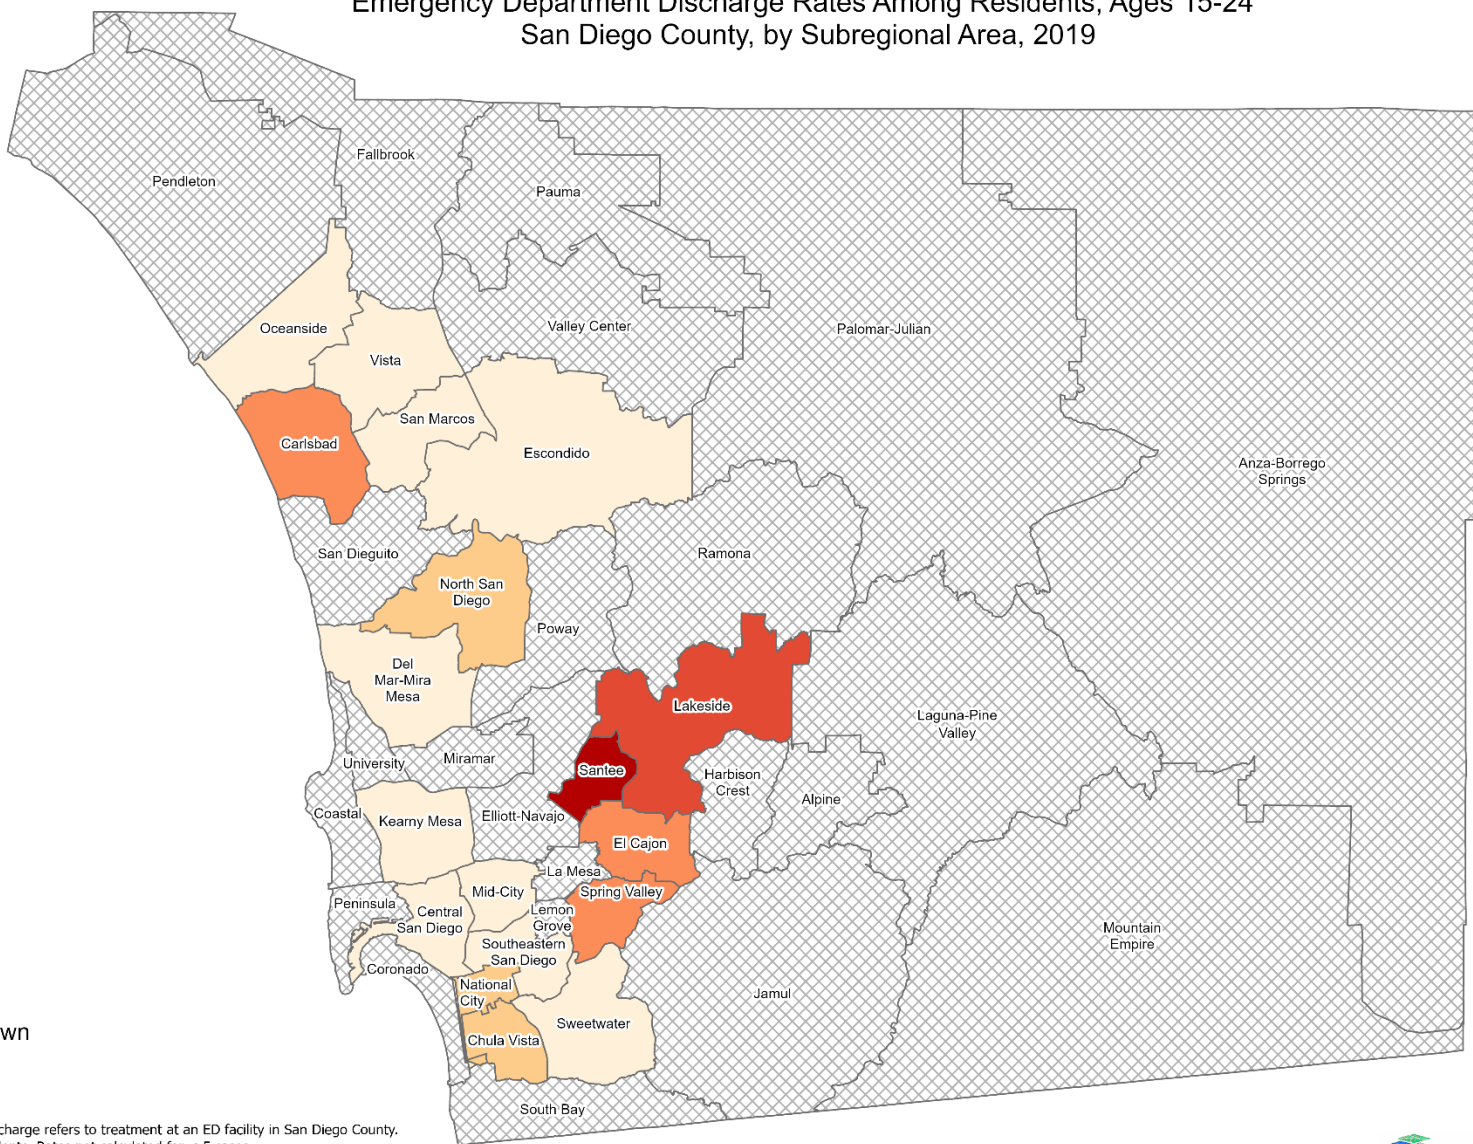 Emergency Department Discharge Rates Among Residents, Ages 15-24
San Diego County, by Subregional Area, 2019
Fallbrook
Pendleton
Pauma
Oceanside
Valley Center
Palomar-Julian
Vista
San Marcos
Carlsbad
Escondido
Anza-Borrego
Springs
San Dieguito
Ramona
North San
Diego
Poway
Del
Mar-Mira
Mesa
Lakeside
Laguna-Pine
Valley
University
Miramar
Santee
Harbison
Crest
Alpine
Coastal
Kearny Mesa
Elliott-Navajo
El Cajon
La Mesa
Mid-City
Spring Valley
Peninsula
Central
San Diego
Lemon
Grove
Mountain
Empire
Southeastern
San Diego
Coronado
National
City
Jamul
Sweetwater
Chula Vista
wn
South Bay
charge refers to treatment at an ED facility in San Diego County.